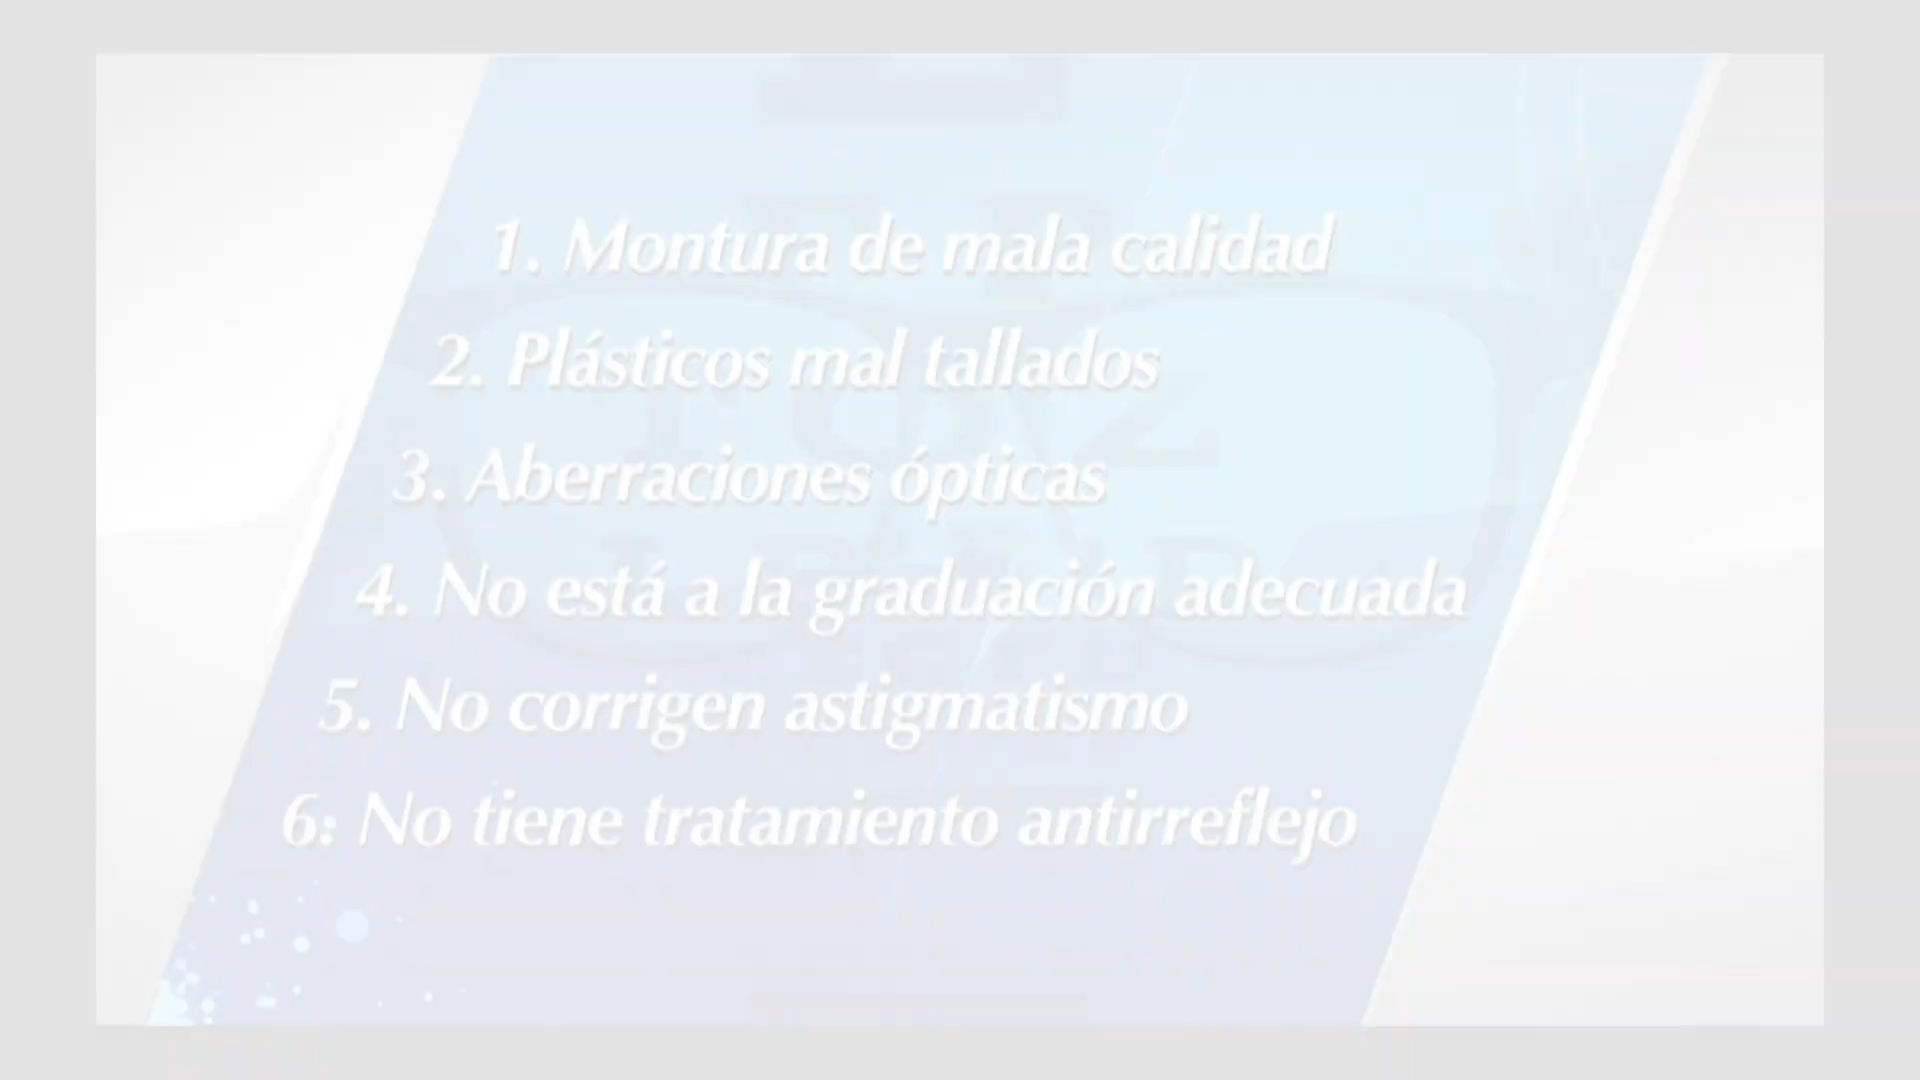 1. Montura de mala calidad
2. Plásticos mal tallados
3. Aberraciones ópticas
4. No está a la graduación adecuada
5. No corrigen astigmatismo
6: No tiene tratamiento antirreflejo